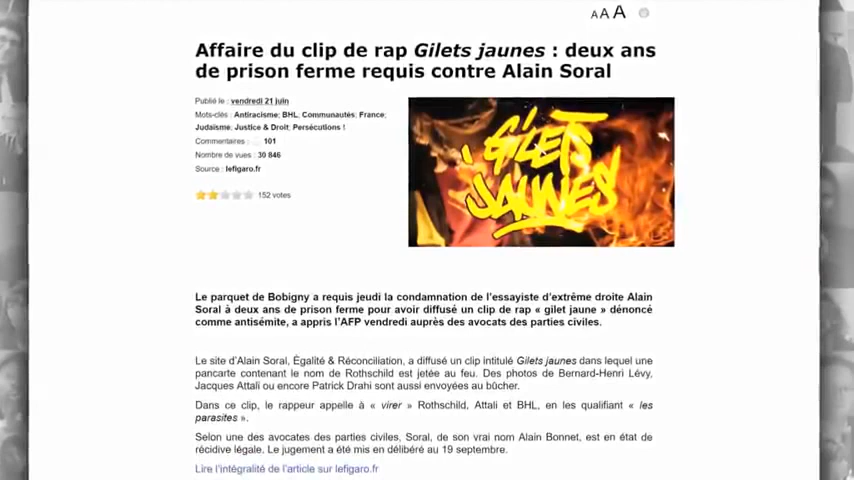 A A A
Affaire du clip de rap Gilets jaunes : deux ans
de prison ferme requis contre Alain Soral
Publié le : vendredi 21 juin
Mots-clés : Antiracisme; BHL; Communautés; France;
Judaïsme; Justice & Droit; Persécutions !
Commentaires : 101
Nombre de vues : 30 846
Source : lefigaro.fr
152 votes
GILETS
JAUNES
Le parquet de Bobigny a requis jeudi la condamnation de l'essayiste d'extrême droite Alain
Soral à deux ans de prison ferme pour avoir diffusé un clip de rap « gilet jaune » dénoncé
comme antisémite, a appris l'AFP vendredi auprès des avocats des parties civiles.
Le site d'Alain Soral, Égalité & Réconciliation, a diffusé un clip intitulé Gilets jaunes dans lequel une
pancarte contenant le nom de Rothschild est jetée au feu. Des photos de Bernard-Henri Lévy,
Jacques Attali ou encore Patrick Drahi sont aussi envoyées au bûcher.
Dans ce clip, le rappeur appelle à « virer » Rothschild, Attali et BHL, en les qualifiant « les
parasites ».
Selon une des avocates des parties civiles, Soral, de son vrai nom Alain Bonnet, est en état de
récidive légale. Le jugement a été mis en délibéré au 19 septembre.
Lire l'intégralité de l'article sur lefigaro.fr